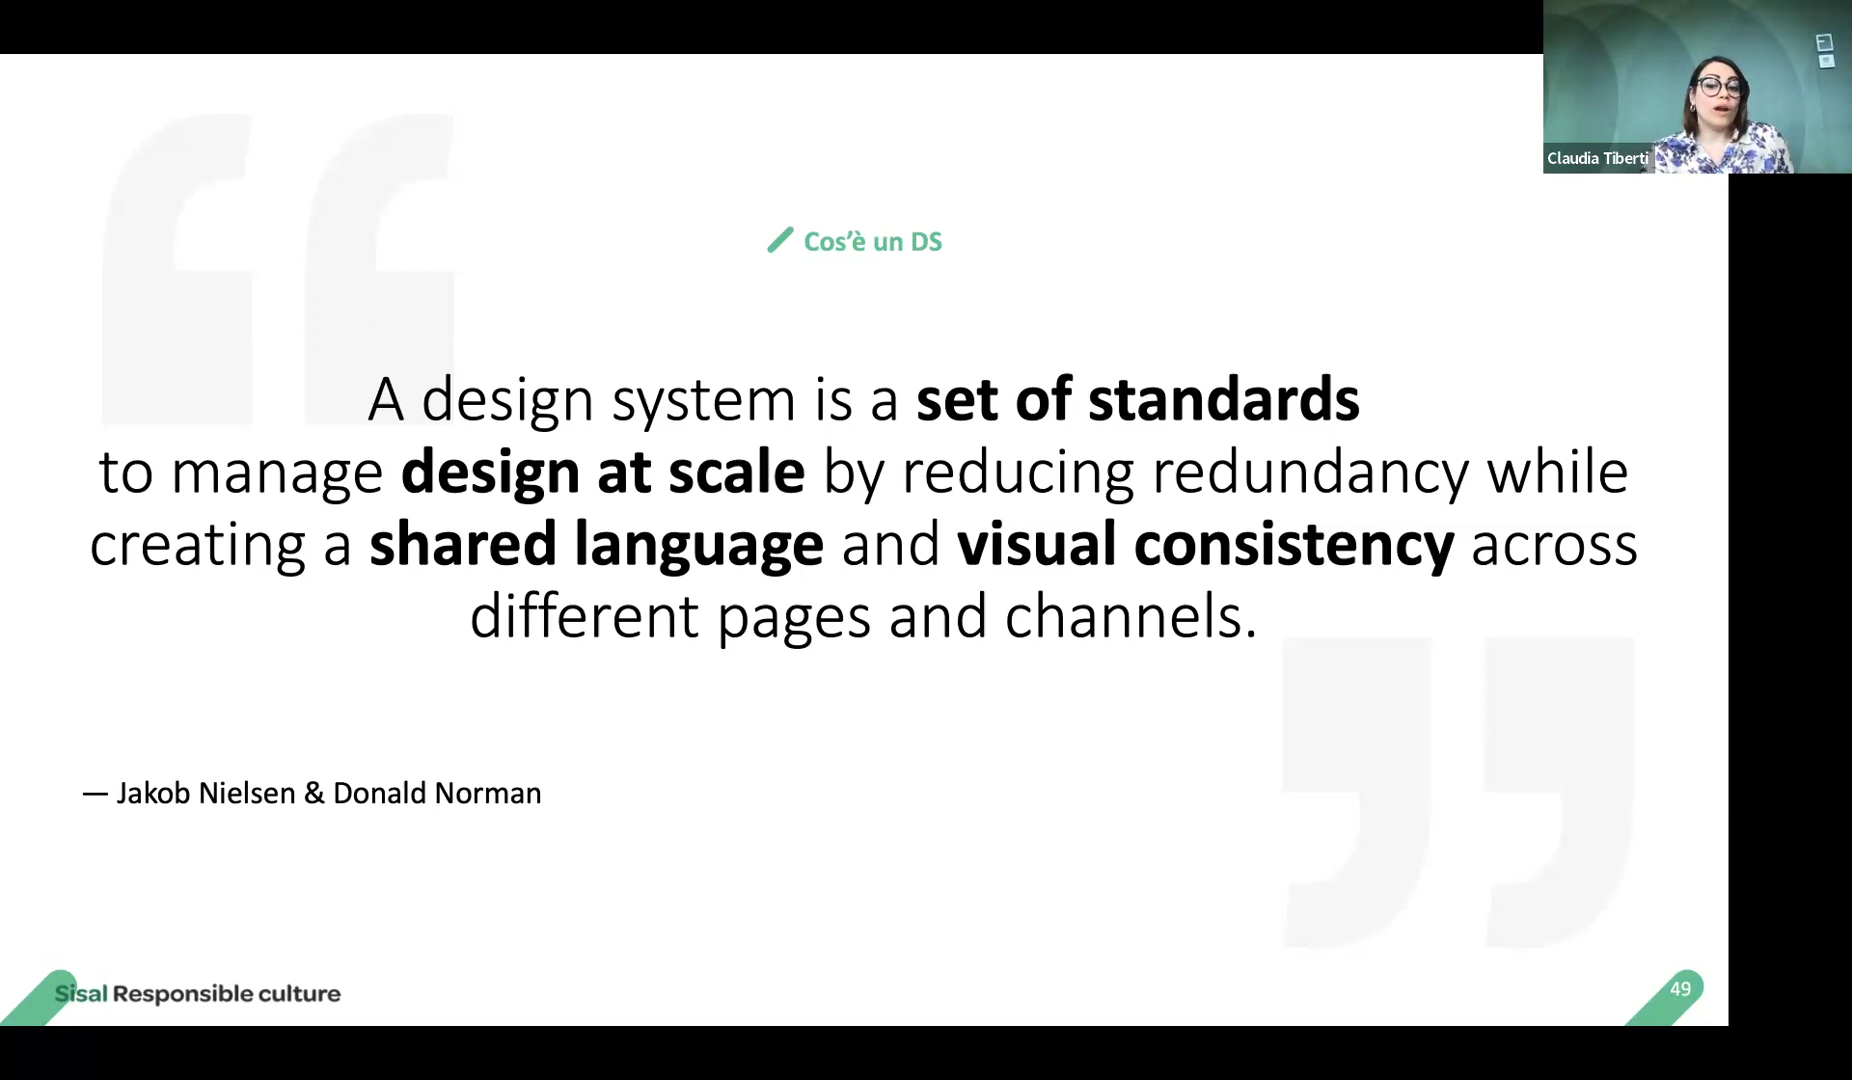 Claudia Tiberti
Cos'è un DS
A design system is a set of standards
to manage design at scale by reducing redundancy while
creating a shared language and visual consistency across
different pages and channels.
— Jakob Nielsen & Donald Norman
Sisal Responsible culture
49